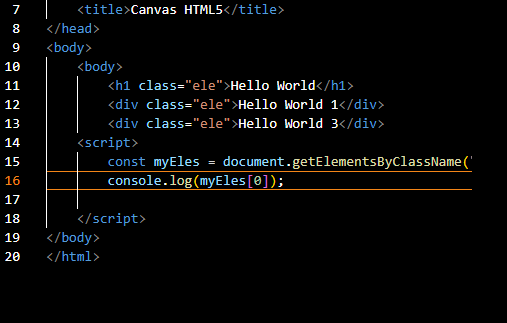 7 <title>Canvas HTML5</title>
8 </head>
9 <body>
10 <body>
11 <h1 class="ele">Hello World</h1>
12 <div class="ele">Hello World 1</div>
13 <div class="ele">Hello World 3</div>
14 <script>
15 const myEles = document.getElementsByClassName(
16 console.log(myEles[0]);
17
18 </script>
19 </body>
20 </html>